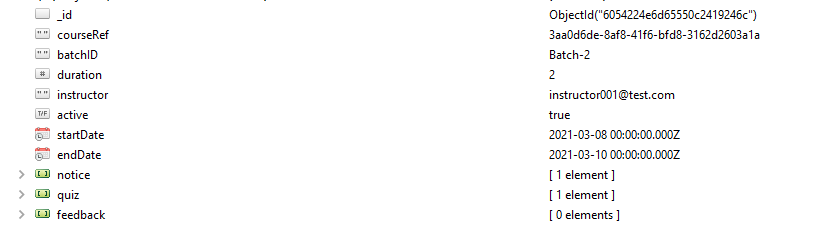 _id ObjectId("6054224e6d65550c2419246c")
" " courseRef 3aa0d6de-8af8-41f6-bfd8-3162d2603a1a
" " batchID Batch-2
# duration 2
" " instructor instructor001@test.com
T/F active true
startDate 2021-03-08 00:00:00.000Z
endDate 2021-03-10 00:00:00.000Z
[ ] notice [ 1 element ]
[ ] quiz [ 1 element ]
[ ] feedback [ 0 elements ]